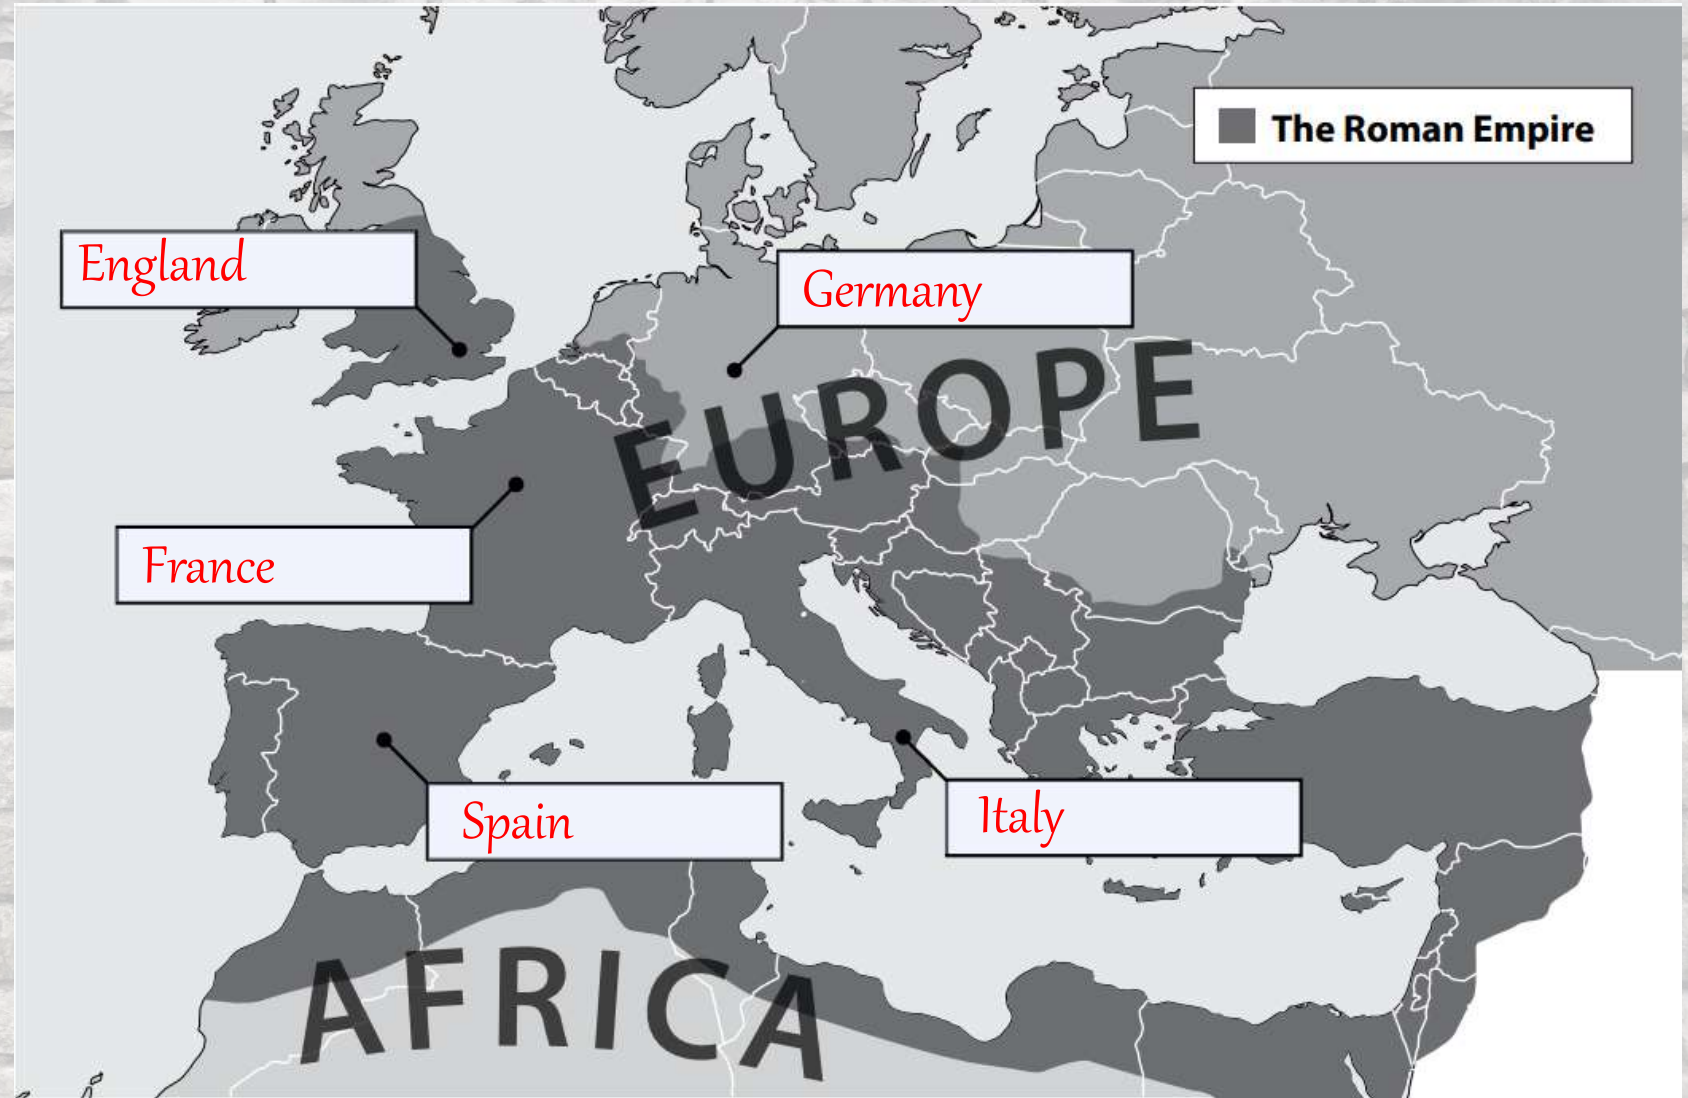 The Roman Empire
England
Germany
EUROPE
France
Spain
Italy
AFRICA